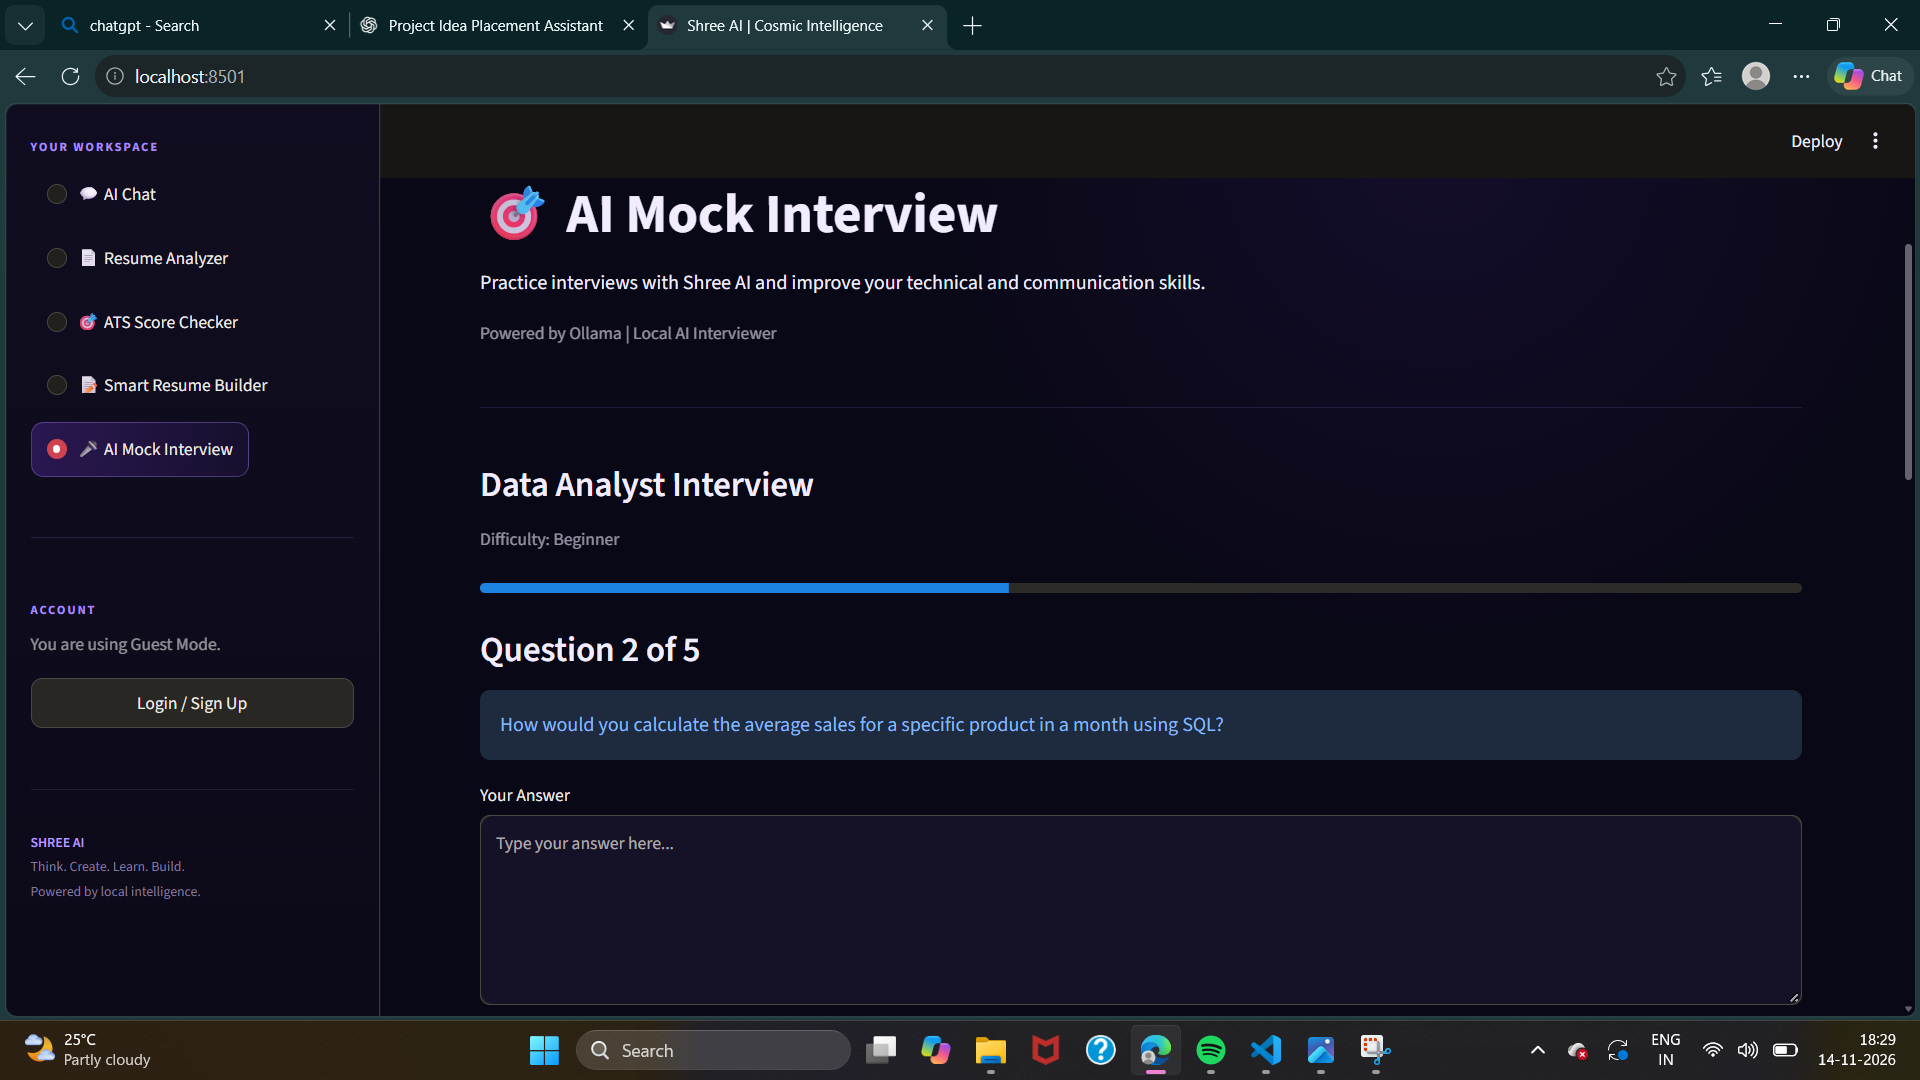 chatgpt - Search
Project Idea Placement Assistant
Shree AI | Cosmic Intelligence
localhost:8501
Chat
YOUR WORKSPACE
AI Chat
Resume Analyzer
ATS Score Checker
Smart Resume Builder
AI Mock Interview
ACCOUNT
You are using Guest Mode.
Login / Sign Up
SHREE AI
Think. Create. Learn. Build.
Powered by local intelligence.
Deploy
AI Mock Interview
Practice interviews with Shree AI and improve your technical and communication skills.
Powered by Ollama | Local AI Interviewer
Data Analyst Interview
Difficulty: Beginner
Question 2 of 5
How would you calculate the average sales for a specific product in a month using SQL?
Your Answer
Type your answer here...
25°C
Partly cloudy
Search
ENG
IN
18:29
14-11-2026